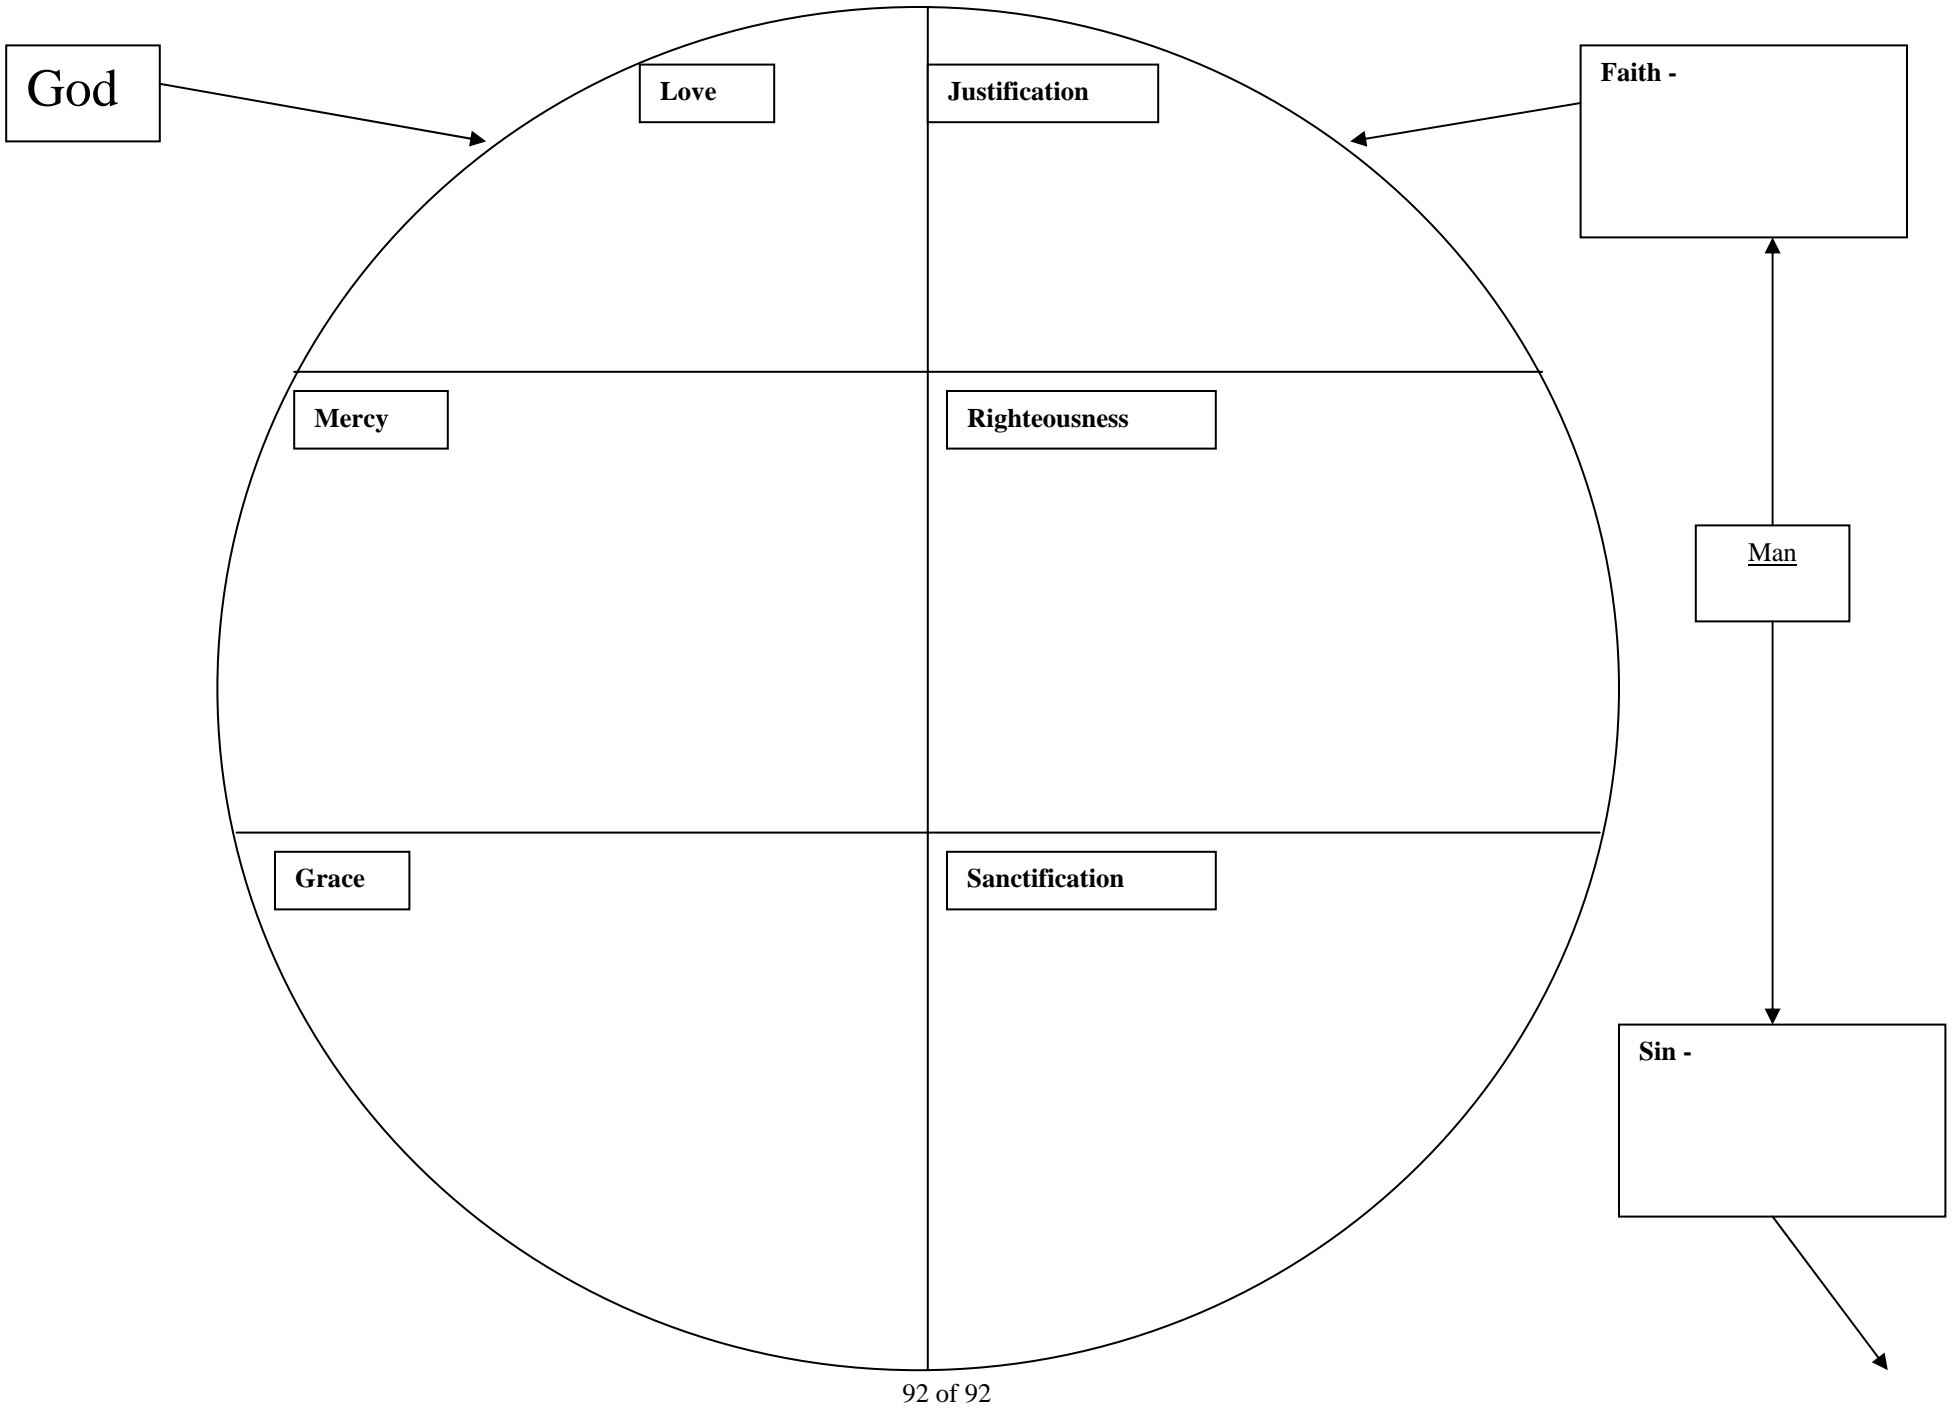 God
Love
Justification
Faith -
Mercy
Righteousness
Man
Grace
Sanctification
Sin -
92 of 92